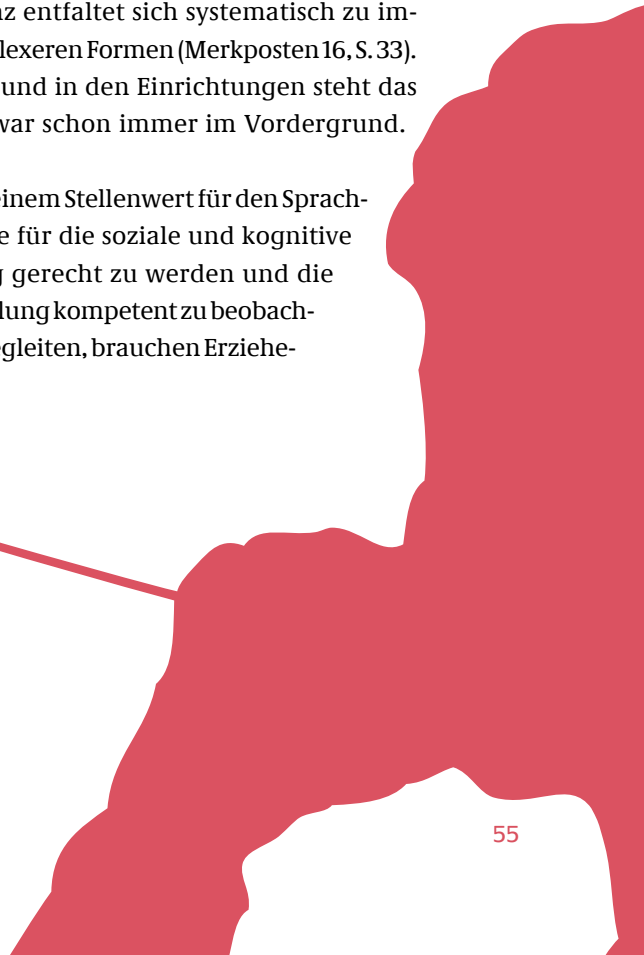 nz entfaltet sich systematisch zu im-
lexeren Formen (Merkposten 16, S. 33).
und in den Einrichtungen steht das
war schon immer im Vordergrund.
einem Stellenwert für den Sprach-
e für die soziale und kognitive
g gerecht zu werden und die
lung kompetent zu beobach-
egleiten, brauchen Erziehe-
55